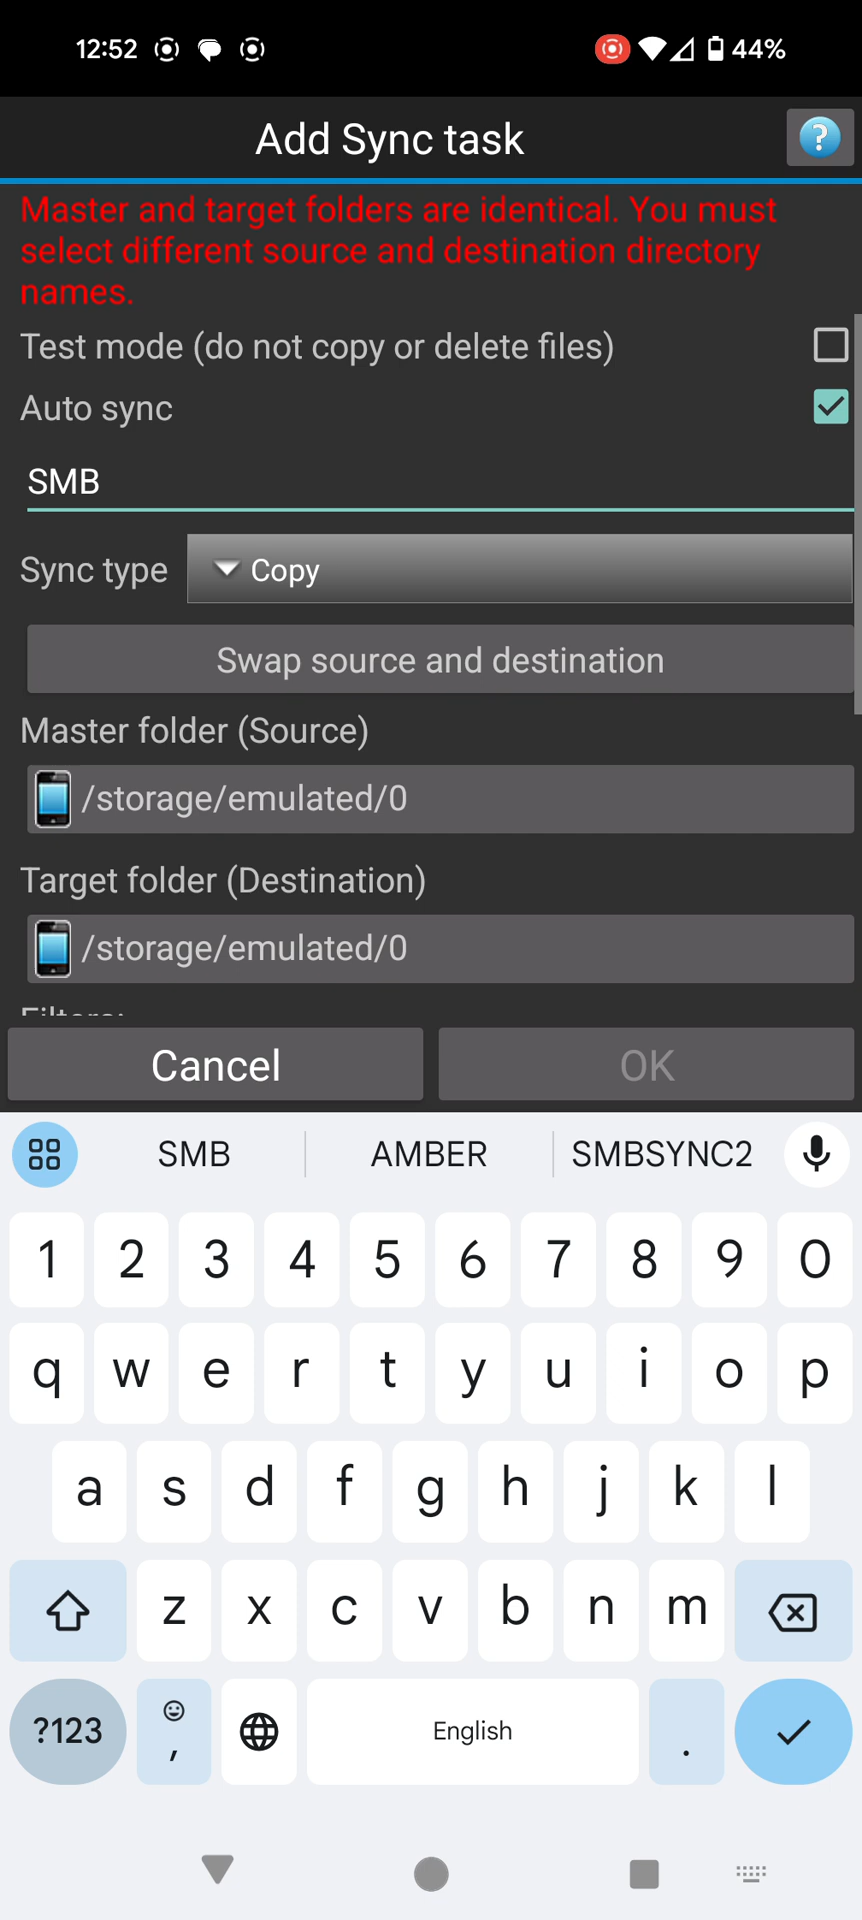 12:52
44%
Add Sync task
?
Master and target folders are identical. You must
select different source and destination directory
names.
Test mode (do not copy or delete files)
Auto sync
SMB
Sync type
Copy
Swap source and destination
Master folder (Source)
/storage/emulated/0
Target folder (Destination)
/storage/emulated/0
Filters:
Cancel
OK
SMB
AMBER
SMBSYNC2
1 2 3 4 5 6 7 8 9 0
q w e r t y u i o p
a s d f g h j k l
z x c v b n m
?123
,
English
.